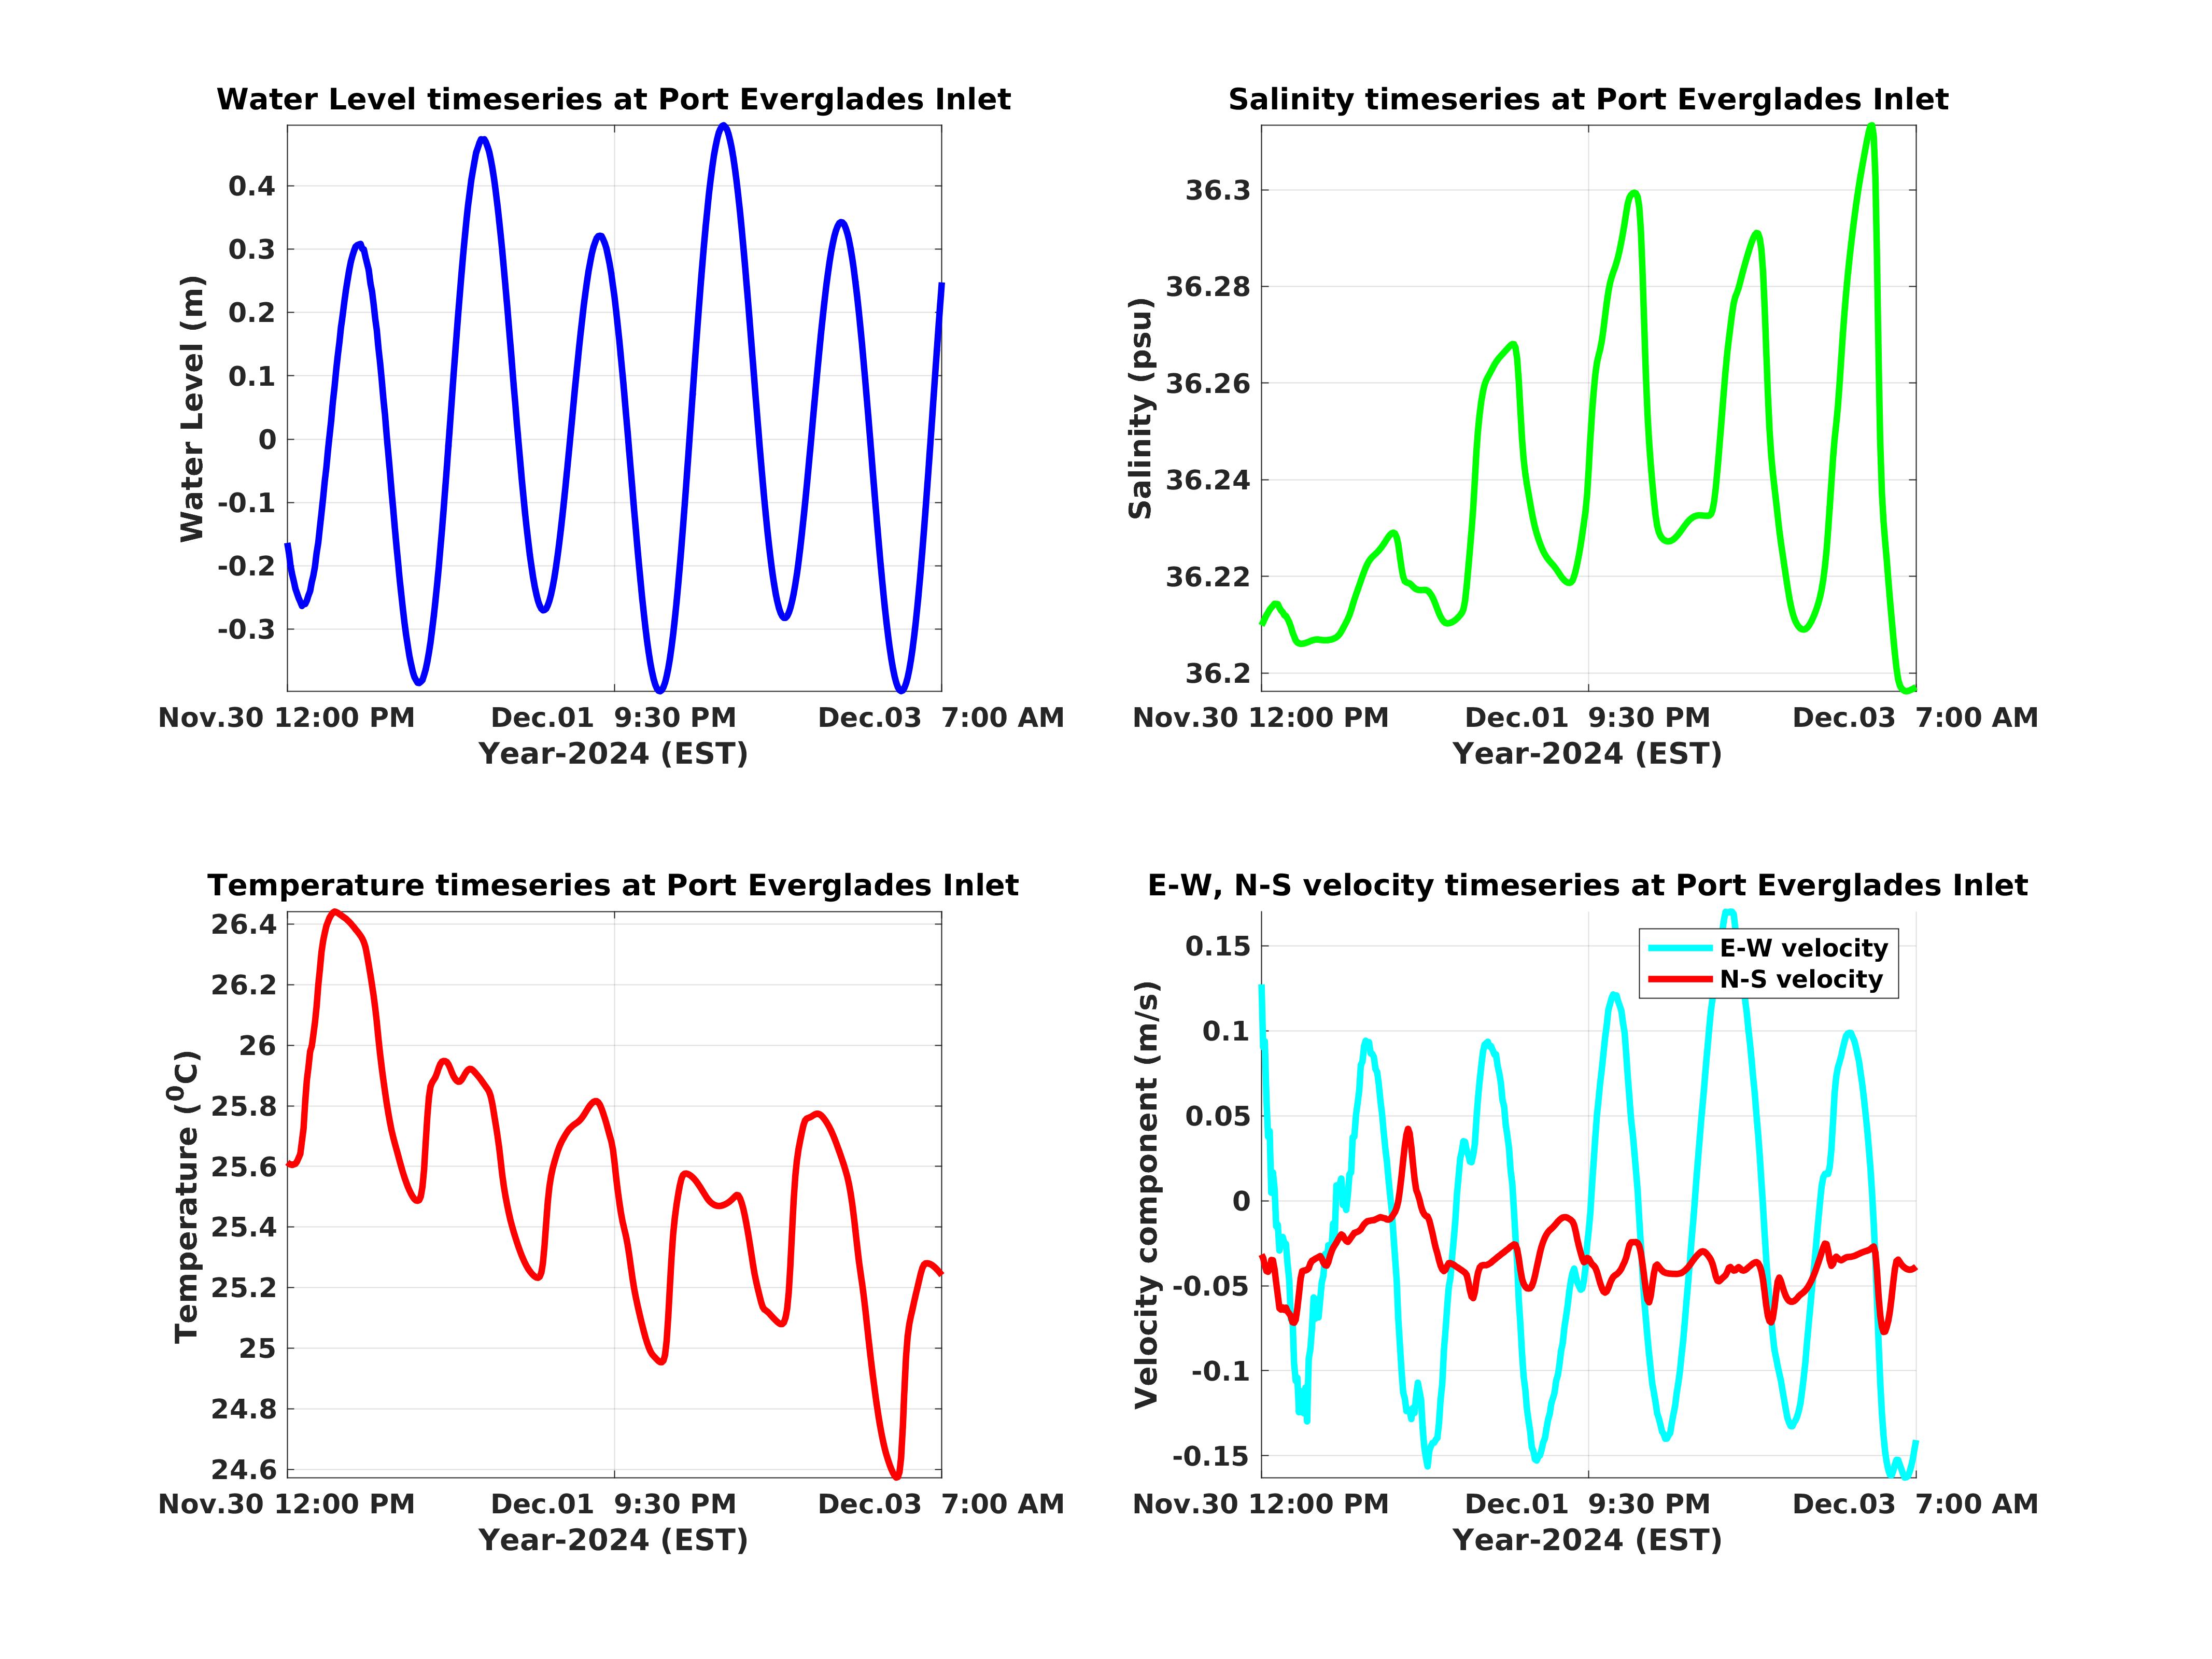 Water Level timeseries at Port Everglades Inlet
Water Level (m)
0.4
0.3
0.2
0.1
0
-0.1
-0.2
-0.3
Nov.30 12:00 PM
Dec.01 9:30 PM
Dec.03 7:00 AM
Year-2024 (EST)
Salinity timeseries at Port Everglades Inlet
Salinity (psu)
36.3
36.28
36.26
36.24
36.22
36.2
Nov.30 12:00 PM
Dec.01 9:30 PM
Dec.03 7:00 AM
Year-2024 (EST)
Temperature timeseries at Port Everglades Inlet
Temperature (⁰C)
26.4
26.2
26
25.8
25.6
25.4
25.2
25
24.8
24.6
Nov.30 12:00 PM
Dec.01 9:30 PM
Dec.03 7:00 AM
Year-2024 (EST)
E-W, N-S velocity timeseries at Port Everglades Inlet
Velocity component (m/s)
0.15
0.1
0.05
0
-0.05
-0.1
-0.15
E-W velocity
N-S velocity
Nov.30 12:00 PM
Dec.01 9:30 PM
Dec.03 7:00 AM
Year-2024 (EST)